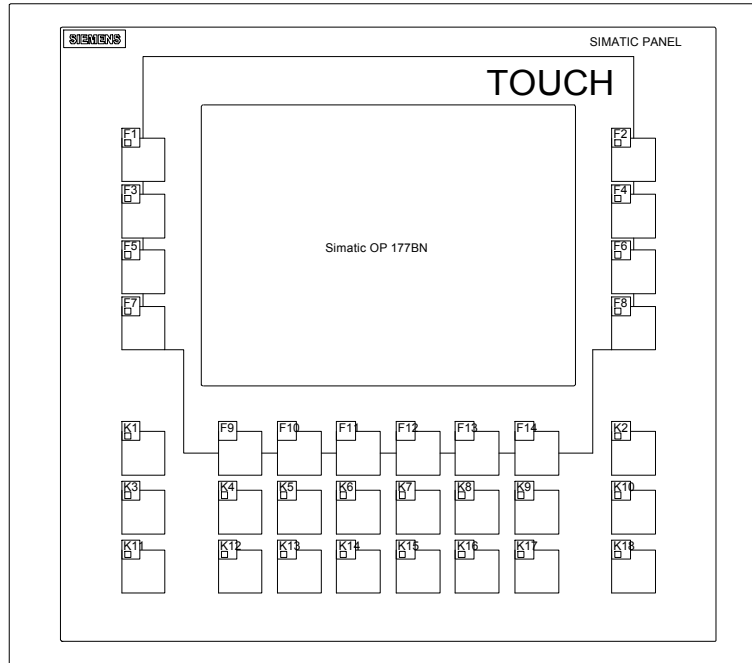 SIEMENS
SIMATIC PANEL
TOUCH
F1 F2
F3 F4
Simatic OP 177BN
F5 F6
F7 F8
K1 F9 F10 F11 F12 F13 F14 K2
K3 K4 K5 K6 K7 K8 K9 K10
K11 K12 K13 K14 K15 K16 K17 K18